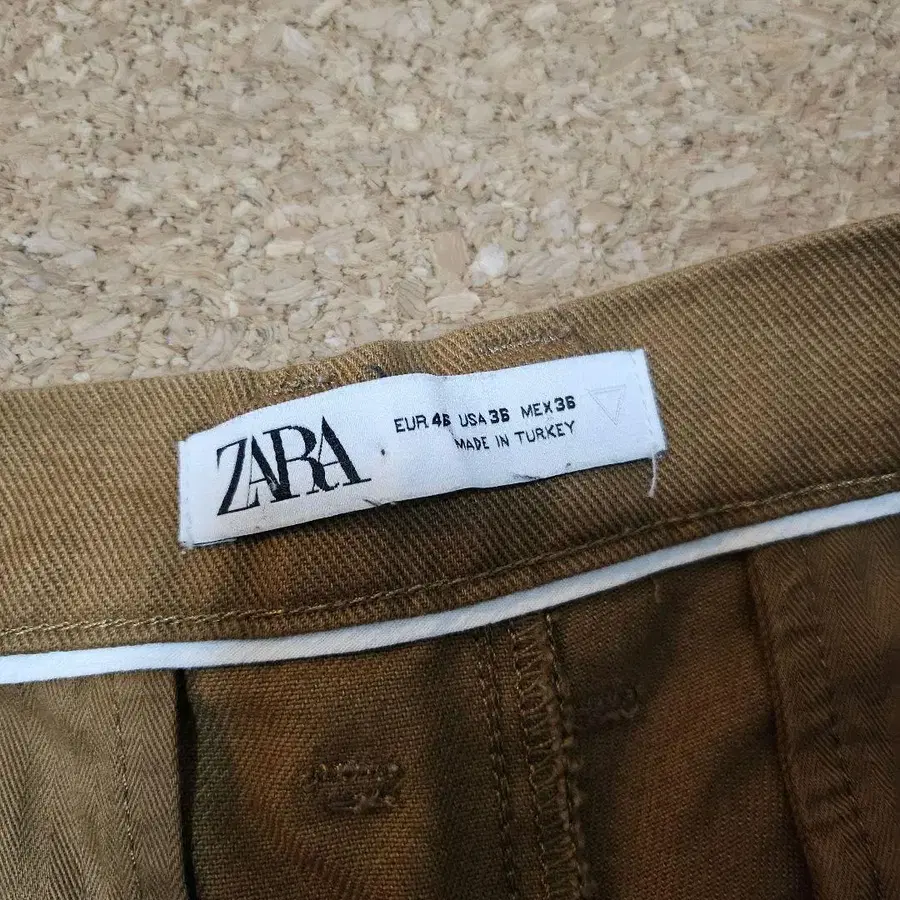 ZARA
EUR 46 USA 36 MEX 36
MADE IN TURKEY